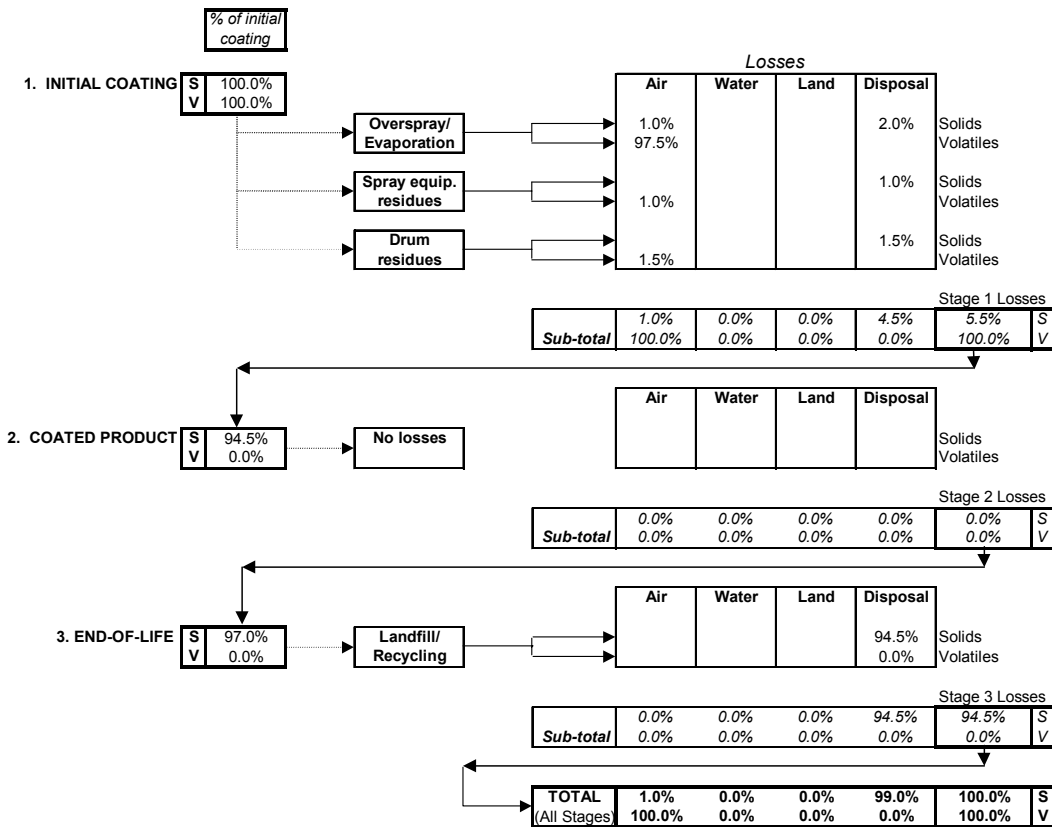 % of initial
coating
Losses
1. INITIAL COATING S 100.0%
V 100.0%
Air Water Land Disposal
Overspray/
Evaporation
1.0% 2.0% Solids
97.5% Volatiles
Spray equip.
residues
1.0% Solids
1.0% Volatiles
Drum
residues
1.5% Solids
1.5% Volatiles
Stage 1 Losses
1.0% 0.0% 0.0% 4.5% 5.5% S
Sub-total 100.0% 0.0% 0.0% 0.0% 100.0% V
Air Water Land Disposal
2. COATED PRODUCT S 94.5% No losses Solids
V 0.0% Volatiles
Stage 2 Losses
0.0% 0.0% 0.0% 0.0% 0.0% S
Sub-total 0.0% 0.0% 0.0% 0.0% 0.0% V
Air Water Land Disposal
3. END-OF-LIFE S 97.0% Landfill/ 94.5% Solids
V 0.0% Recycling 0.0% Volatiles
Stage 3 Losses
0.0% 0.0% 0.0% 94.5% 94.5% S
Sub-total 0.0% 0.0% 0.0% 0.0% 0.0% V
TOTAL 1.0% 0.0% 0.0% 99.0% 100.0% S
(All Stages) 100.0% 0.0% 0.0% 0.0% 100.0% V